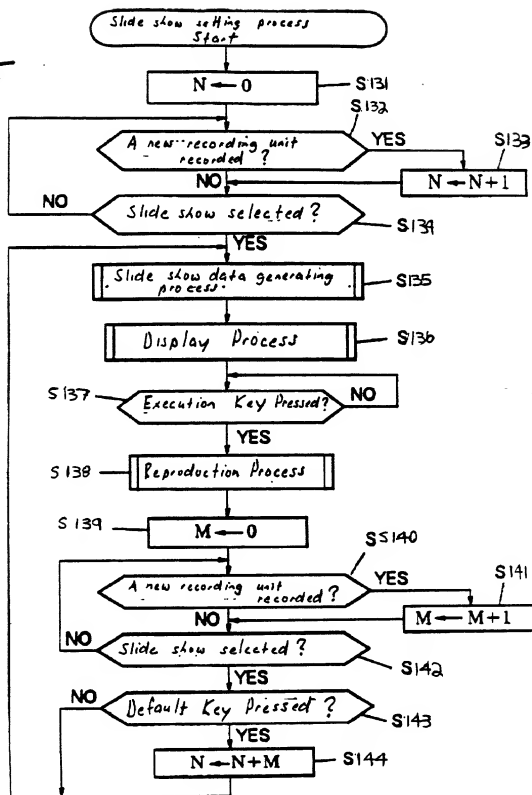 Slide show setting process
Start
N ← 0
S131
S132
A new recording unit
recorded?
YES
S133
N ← N+1
NO
NO
Slide show selected?
S134
YES
Slide show data generating
process
S135
Display Process
S136
S137
Execution Key Pressed?
NO
YES
S138
Reproduction Process
S139
M ← 0
SS140
A new recording unit
recorded?
YES
S141
M ← M+1
NO
NO
Slide show selected?
S142
YES
NO
Default Key Pressed?
S143
YES
N ← N+M
S144